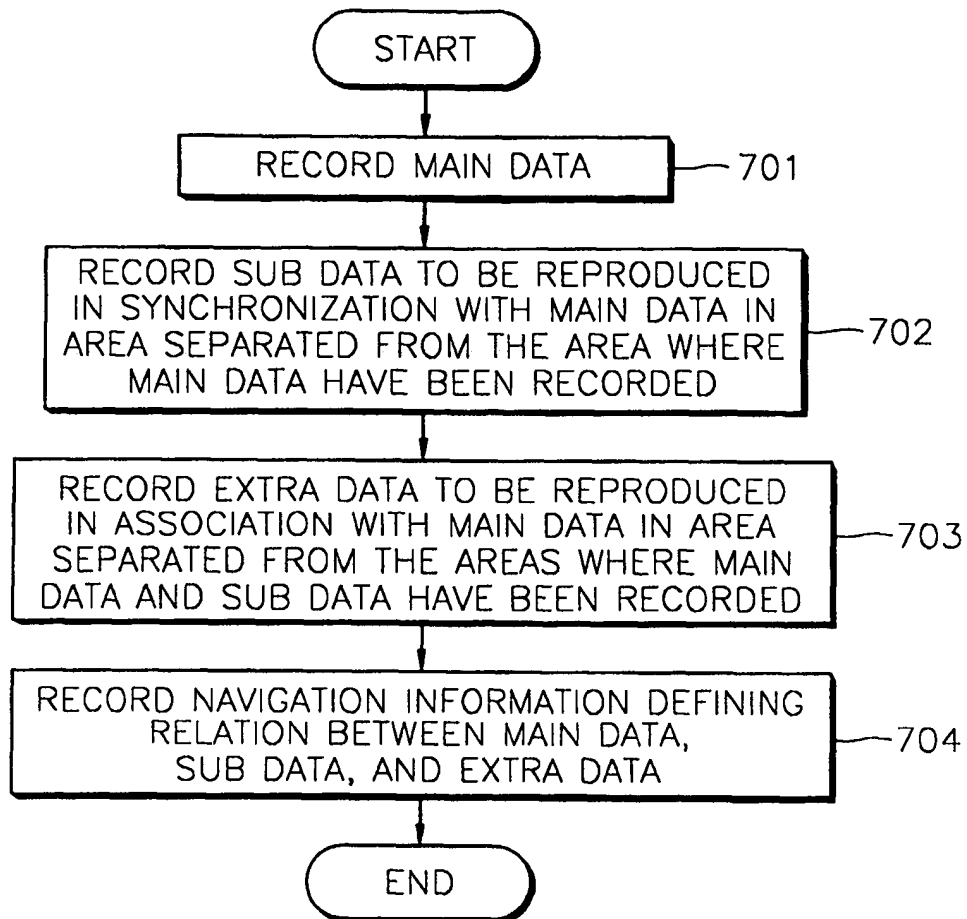 START
RECORD MAIN DATA
701
RECORD SUB DATA TO BE REPRODUCED
IN SYNCHRONIZATION WITH MAIN DATA IN
AREA SEPARATED FROM THE AREA WHERE
MAIN DATA HAVE BEEN RECORDED
702
RECORD EXTRA DATA TO BE REPRODUCED
IN ASSOCIATION WITH MAIN DATA IN AREA
SEPARATED FROM THE AREAS WHERE MAIN
DATA AND SUB DATA HAVE BEEN RECORDED
703
RECORD NAVIGATION INFORMATION DEFINING
RELATION BETWEEN MAIN DATA,
SUB DATA, AND EXTRA DATA
704
END